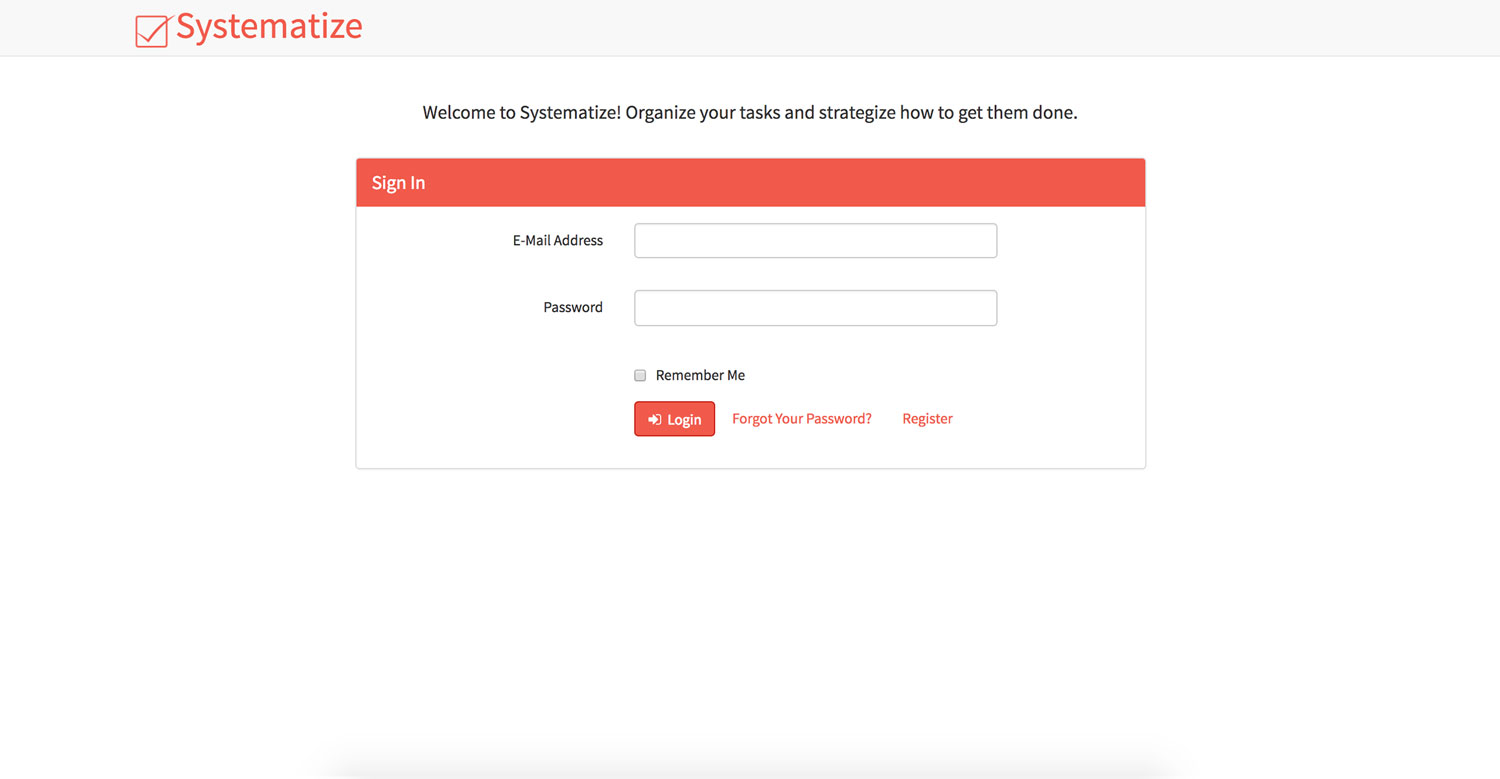 Systematize
Welcome to Systematize! Organize your tasks and strategize how to get them done.
Sign In
E-Mail Address
Password
Remember Me
Login Forgot Your Password? Register